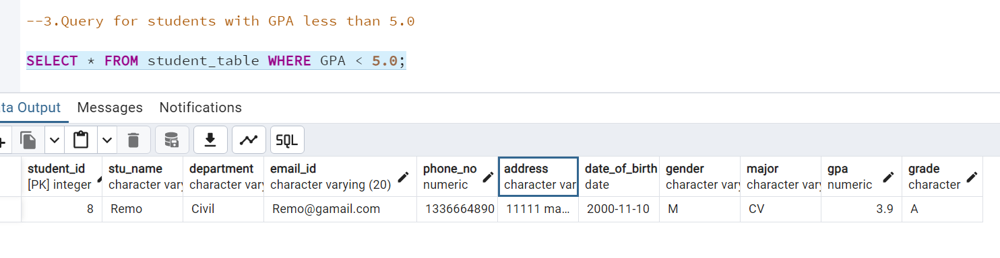 --3.Query for students with GPA less than 5.0
SELECT * FROM student_table WHERE GPA < 5.0;
ta Output Messages Notifications
SQL
student_id stu_name department email_id phone_no address date_of_birth gender major gpa grade
[PK] integer character vary character vary character varying (20) numeric character var date character vary character vary numeric character
8 Remo Civil Remo@gamail.com 1336664890 11111 ma... 2000-11-10 M CV 3.9 A